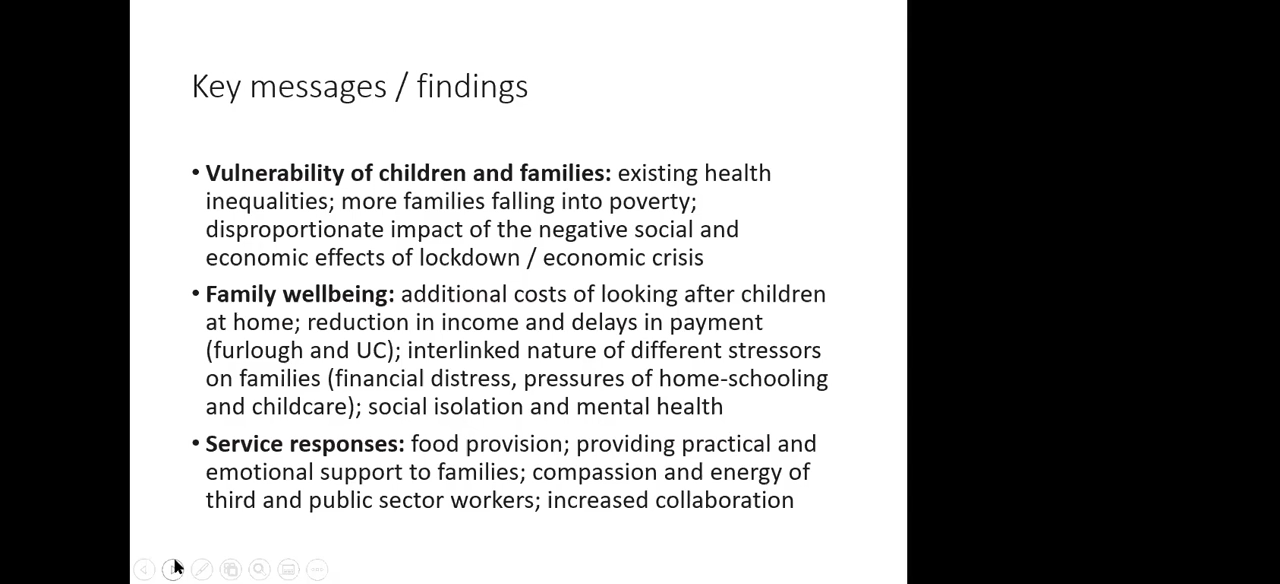 Key messages / findings
• Vulnerability of children and families: existing health
inequalities; more families falling into poverty;
disproportionate impact of the negative social and
economic effects of lockdown / economic crisis
• Family wellbeing: additional costs of looking after children
at home; reduction in income and delays in payment
(furlough and UC); interlinked nature of different stressors
on families (financial distress, pressures of home-schooling
and childcare); social isolation and mental health
• Service responses: food provision; providing practical and
emotional support to families; compassion and energy of
third and public sector workers; increased collaboration